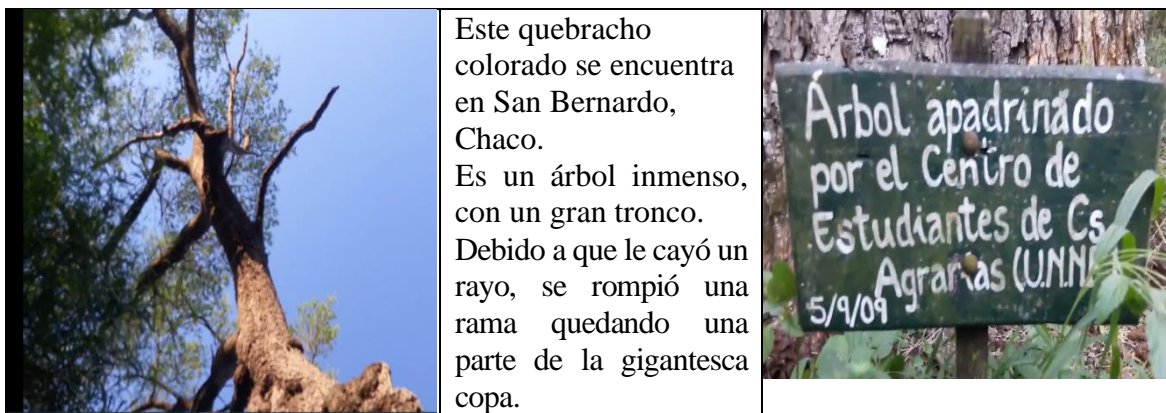 Este quebracho
colorado se encuentra
en San Bernardo,
Chaco.
Es un árbol inmenso,
con un gran tronco.
Debido a que le cayó un
rayo, se rompió una
rama quedando una
parte de la gigantesca
copa.
Árbol apadrinado
por el Centro de
Estudiantes de Cs
Agrarias
5/9/09